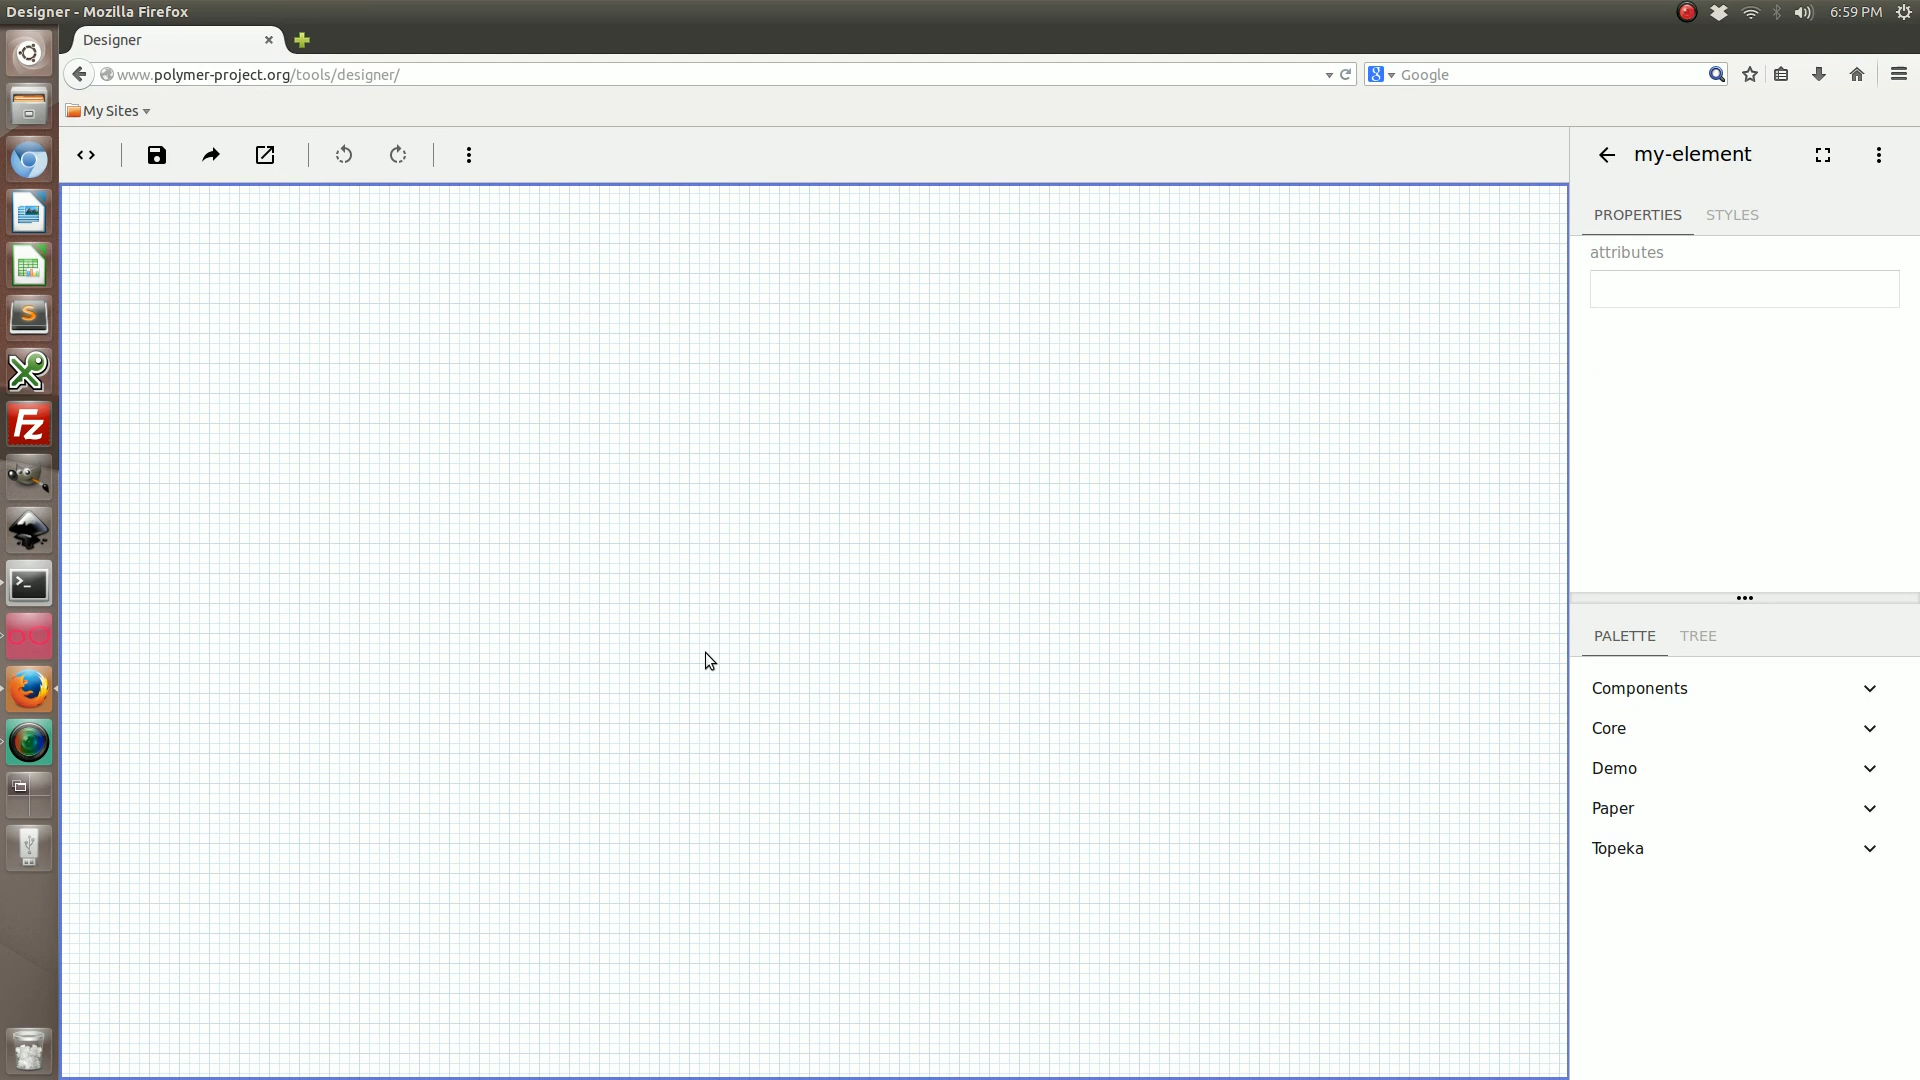 Designer - Mozilla Firefox
6:59 PM
Designer
www.polymer-project.org/tools/designer/
Google
My Sites
my-element
PROPERTIES
STYLES
attributes
PALETTE
TREE
Components
Core
Demo
Paper
Topeka